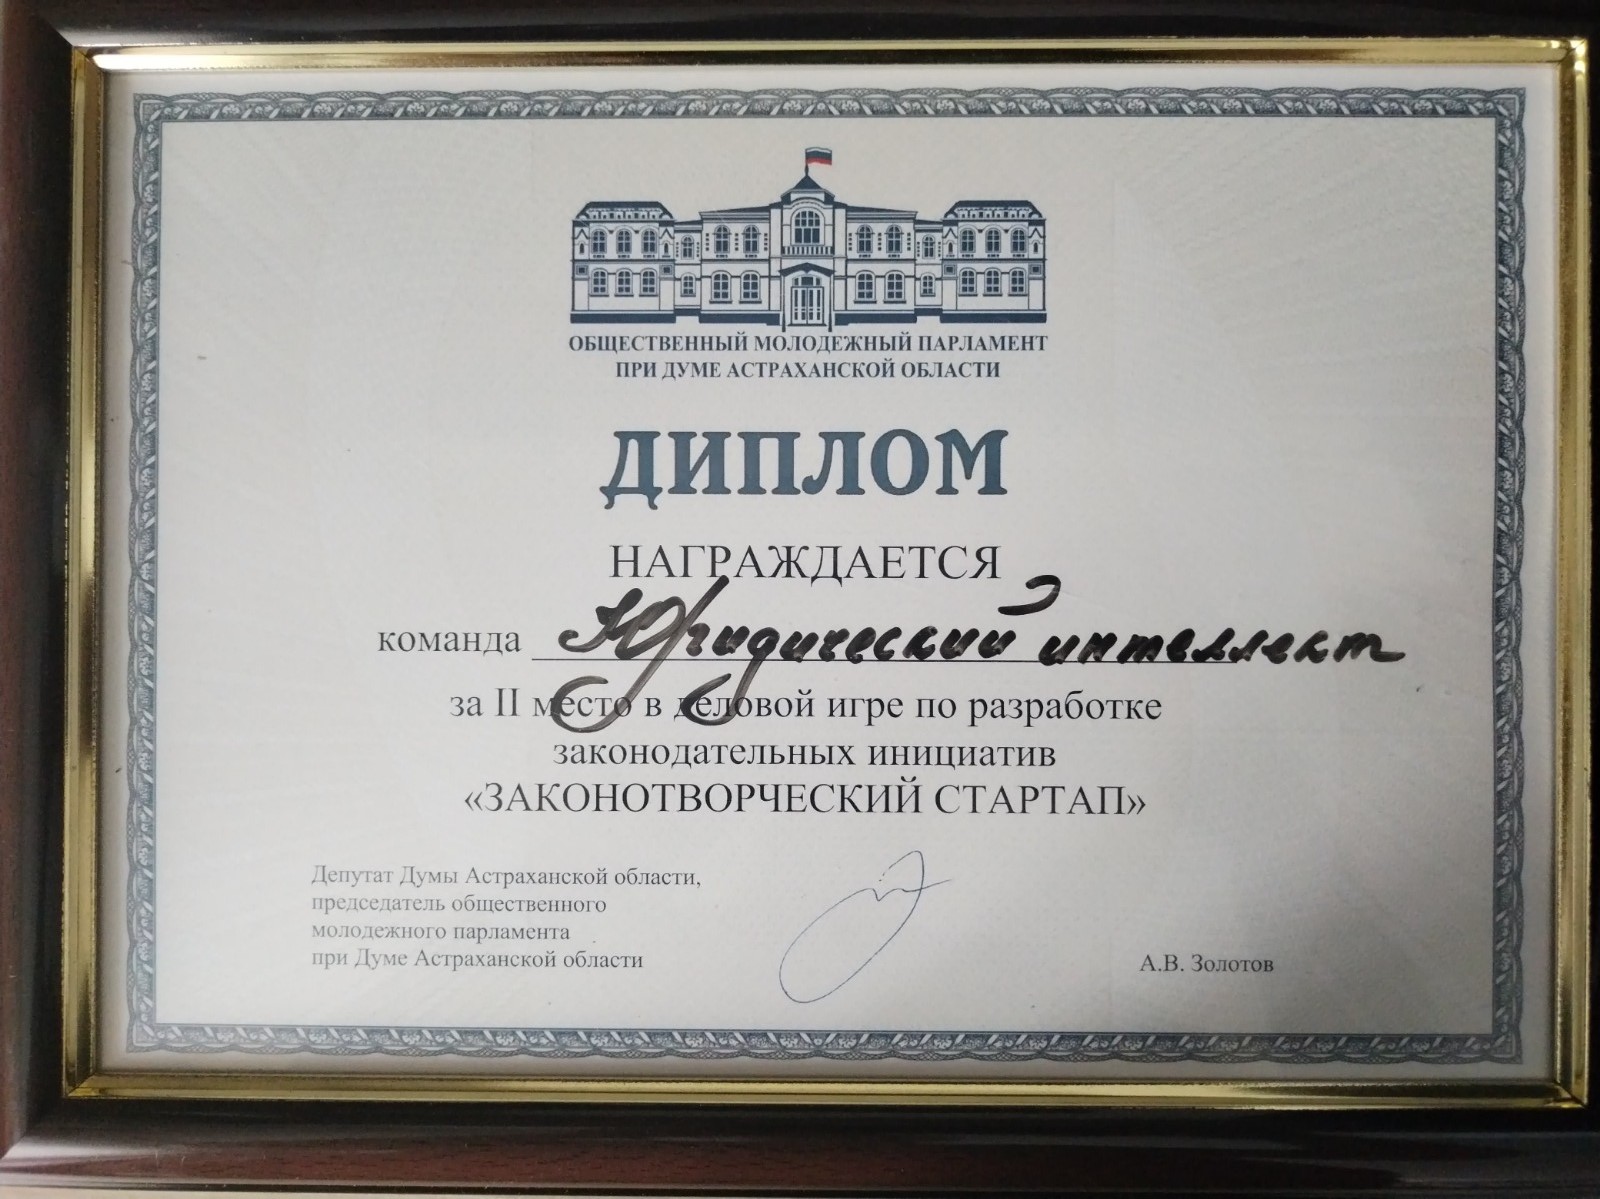 ОБЩЕСТВЕННЫЙ МОЛОДЕЖНЫЙ ПАРЛАМЕНТ
ПРИ ДУМЕ АСТРАХАНСКОЙ ОБЛАСТИ
ДИПЛОМ
НАГРАЖДАЕТСЯ
команда Юридический интеллект
за II место в деловой игре по разработке
законодательных инициатив
«ЗАКОНОТВОРЧЕСКИЙ СТАРТАП»
Депутат Думы Астраханской области,
председатель общественного
молодежного парламента
при Думе Астраханской области
А.В. Золотов